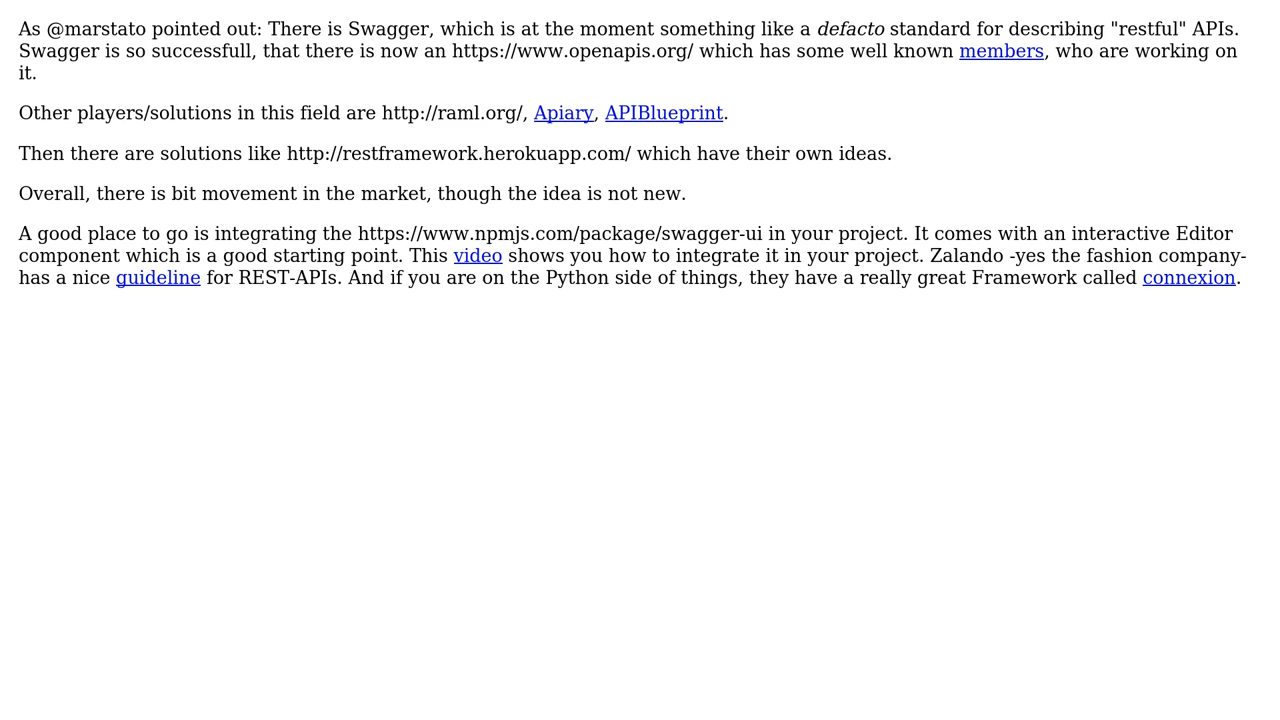 As @marstato pointed out: There is Swagger, which is at the moment something like a defacto standard for describing "restful" APIs.
Swagger is so successfull, that there is now an https://www.openapis.org/ which has some well known members, who are working on
it.
Other players/solutions in this field are http://raml.org/, Apiary, APIBlueprint.
Then there are solutions like http://restframework.herokuapp.com/ which have their own ideas.
Overall, there is bit movement in the market, though the idea is not new.
A good place to go is integrating the https://www.npmjs.com/package/swagger-ui in your project. It comes with an interactive Editor
component which is a good starting point. This video shows you how to integrate it in your project. Zalando -yes the fashion company-
has a nice guideline for REST-APIs. And if you are on the Python side of things, they have a really great Framework called connexion.